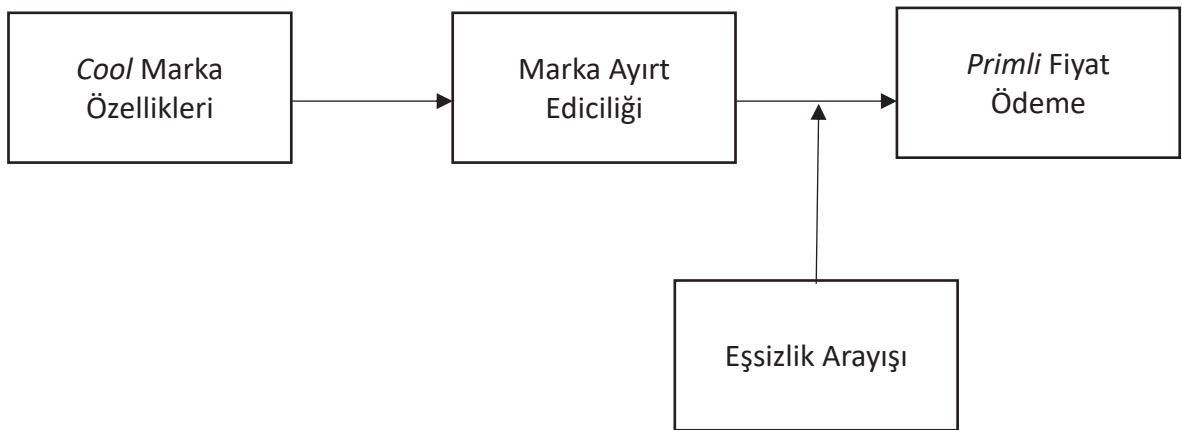 Cool Marka
Özellikleri
Marka Ayırt
Ediciliği
Primli Fiyat
Ödeme
Eşsizlik Arayışı